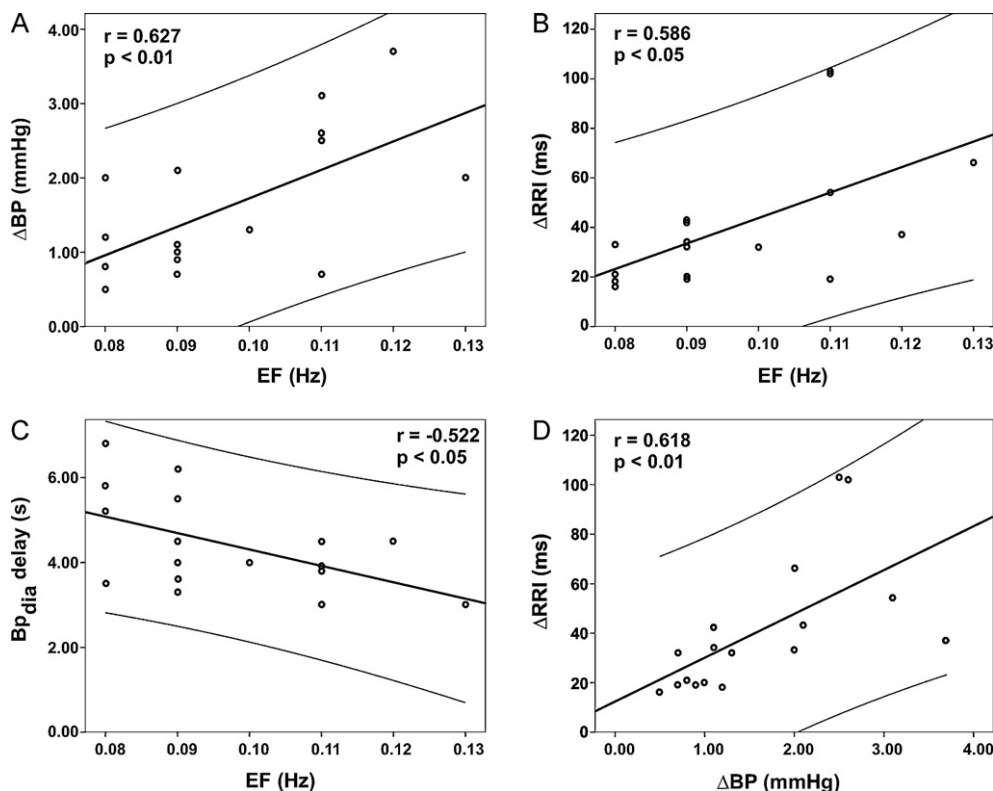 A
r = 0.627
p < 0.01
4.00
3.00
2.00
1.00
0.00
ΔBP (mmHg)
0.08 0.09 0.10 0.11 0.12 0.13
EF (Hz)
B
r = 0.586
p < 0.05
120
100
80
60
40
20
0
ΔRRI (ms)
0.08 0.09 0.10 0.11 0.12 0.13
EF (Hz)
C
r = -0.522
p < 0.05
6.00
4.00
2.00
0.00
Bpdia delay (s)
0.08 0.09 0.10 0.11 0.12 0.13
EF (Hz)
D
r = 0.618
p < 0.01
120
100
80
60
40
20
0
ΔRRI (ms)
0.00 1.00 2.00 3.00 4.00
ΔBP (mmHg)